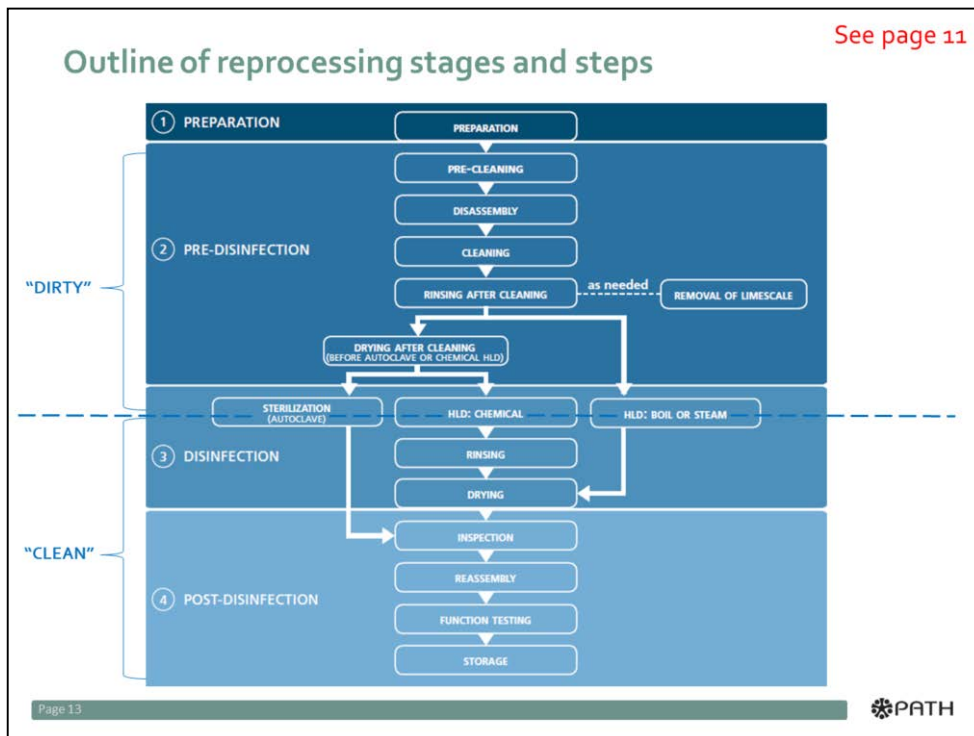 See page 11
Outline of reprocessing stages and steps
1 PREPARATION
PREPARATION
PRE-CLEANING
DISASSEMBLY
2 PRE-DISINFECTION
CLEANING
"DIRTY"
RINSING AFTER CLEANING
as needed
REMOVAL OF LIMESCALE
DRYING AFTER CLEANING
(BEFORE AUTOCLAVE OR CHEMICAL HLD)
STERILIZATION
(AUTOCLAVE)
HLD: CHEMICAL
HLD: BOIL OR STEAM
3 DISINFECTION
RINSING
DRYING
"CLEAN"
INSPECTION
REASSEMBLY
4 POST-DISINFECTION
FUNCTION TESTING
STORAGE
Page 13
PATH